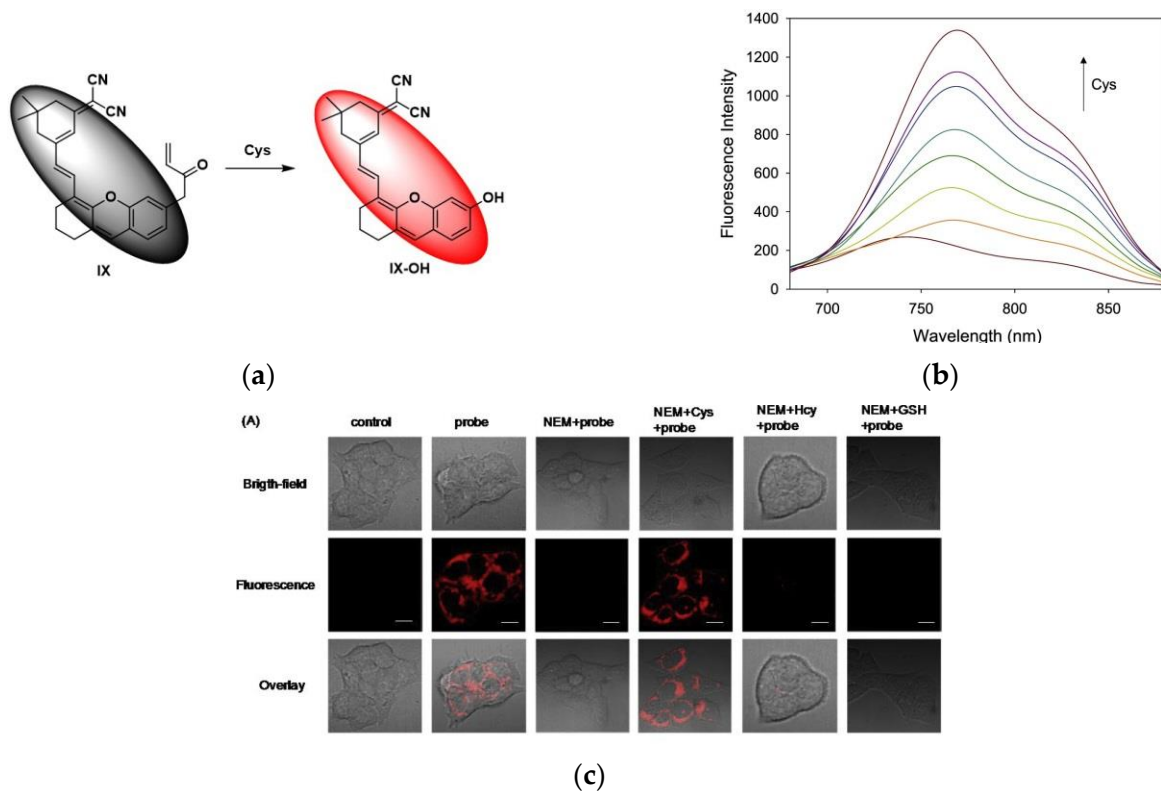 CN
CN
O
O
IX
Cys
CN
CN
O
OH
IX-OH
(a)
1400
1200
1000
800
600
400
200
0
Fluorescence Intensity
Cys
700
750
800
850
Wavelength (nm)
(b)
(A)
control
probe
NEM+probe
NEM+Cys
+probe
NEM+Hcy
+probe
NEM+GSH
+probe
Brigth-field
Fluorescence
Overlay
(c)